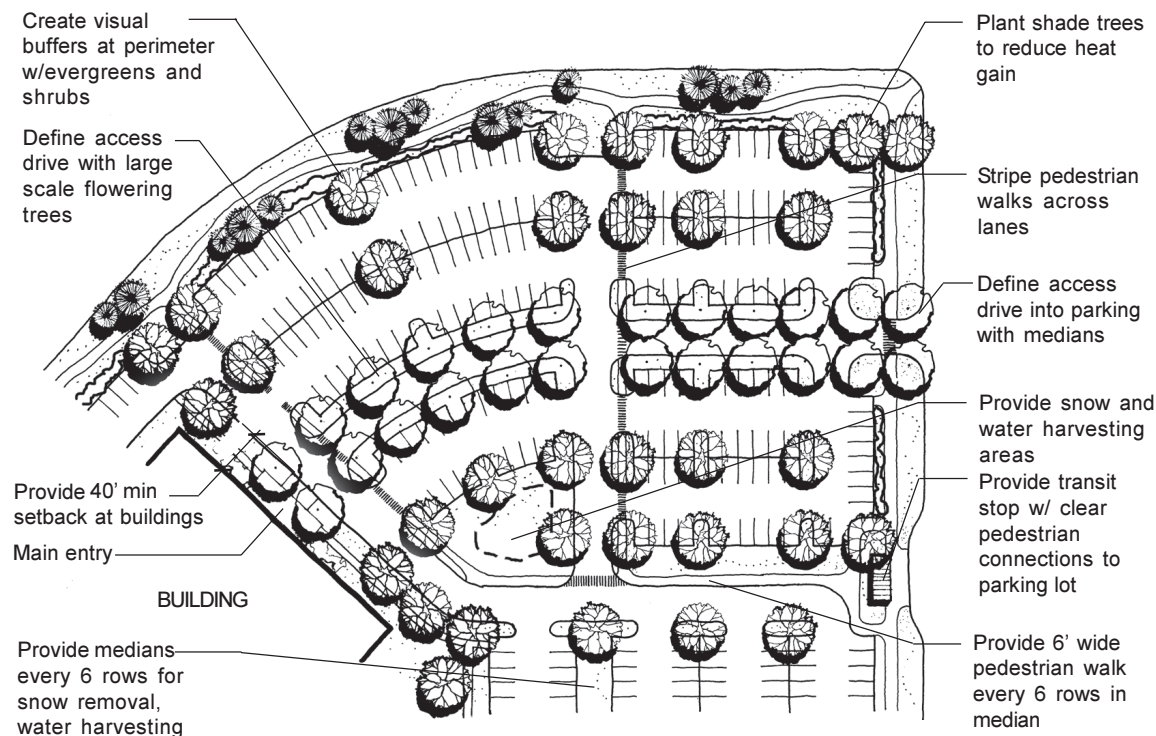 Create visual
buffers at perimeter
w/evergreens and
shrubs
Define access
drive with large
scale flowering
trees
Provide 40' min
setback at buildings
Main entry
BUILDING
Provide medians
every 6 rows for
snow removal,
water harvesting
Plant shade trees
to reduce heat
gain
Stripe pedestrian
walks across
lanes
Define access
drive into parking
with medians
Provide snow and
water harvesting
areas
Provide transit
stop w/ clear
pedestrian
connections to
parking lot
Provide 6' wide
pedestrian walk
every 6 rows in
median